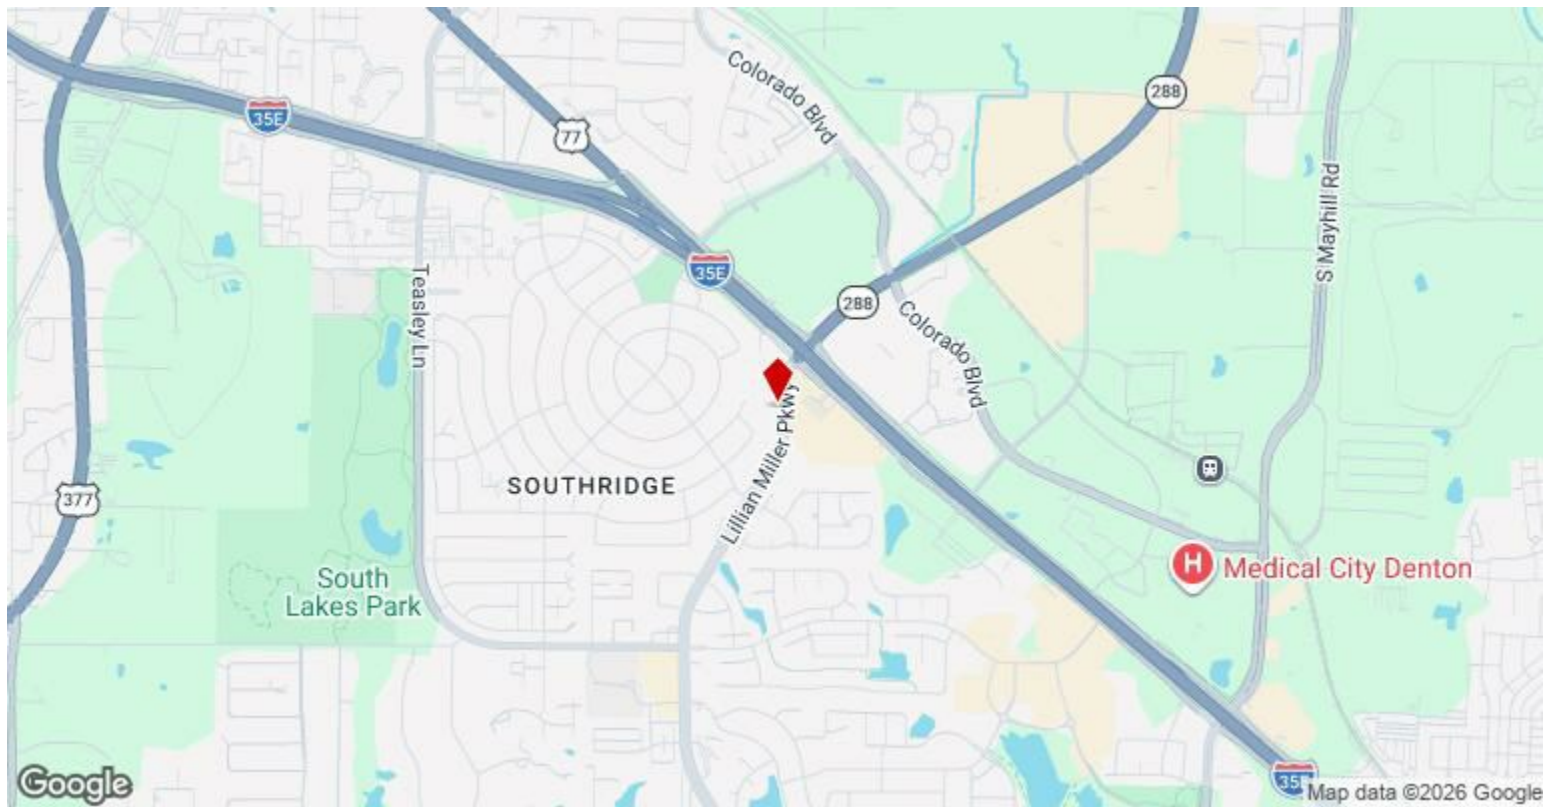 35E
77
Colorado Blvd
288
S Mayhill Rd
35E
Teasley Ln
288
Colorado Blvd
Lillian Miller Pkwy
SOUTHRIDGE
377
South
Lakes Park
H
Medical City Denton
35E
Google
Map data ©2026 Google